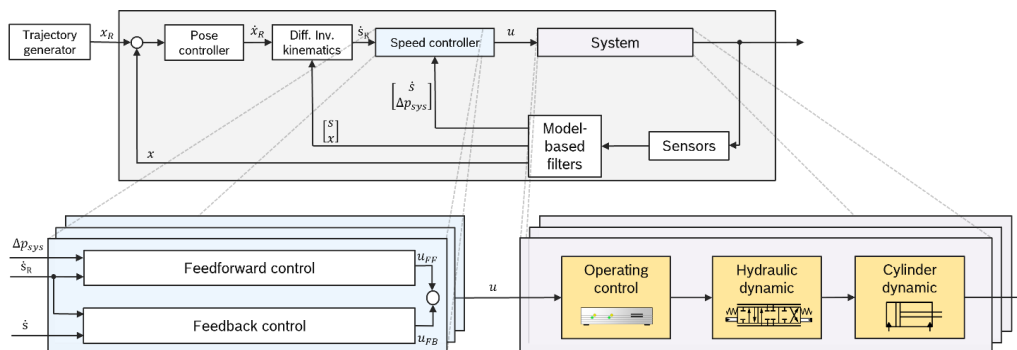 Trajectory
generator
x_R
Pose
controller
ẋ_R
Diff. Inv.
kinematics
ṡ_R
Speed controller
u
System
[ṡ
Δp_sys]
[s
x]
x
Model-
based
filters
Sensors
Δp_sys
ṡ_R
ṡ
Feedforward control
u_FF
Feedback control
u_FB
u
Operating
control
Hydraulic
dynamic
Cylinder
dynamic